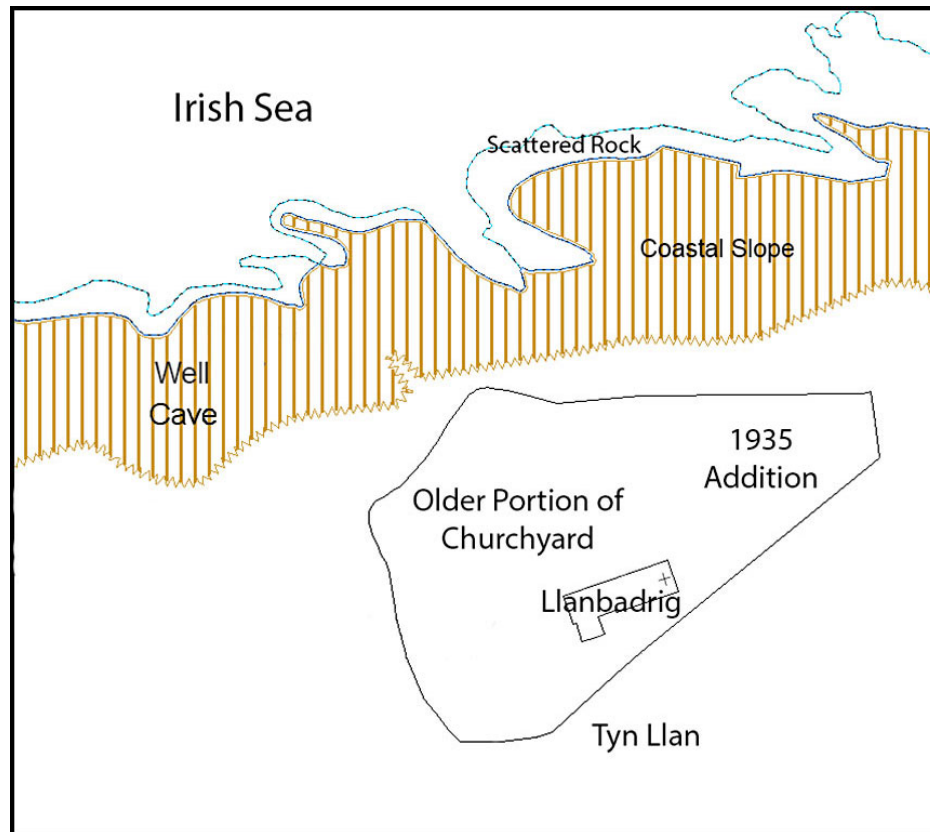 Irish Sea
Scattered Rock
Coastal Slope
Well
Cave
1935
Addition
Older Portion of
Churchyard
Llanbadrig
Tyn Llan